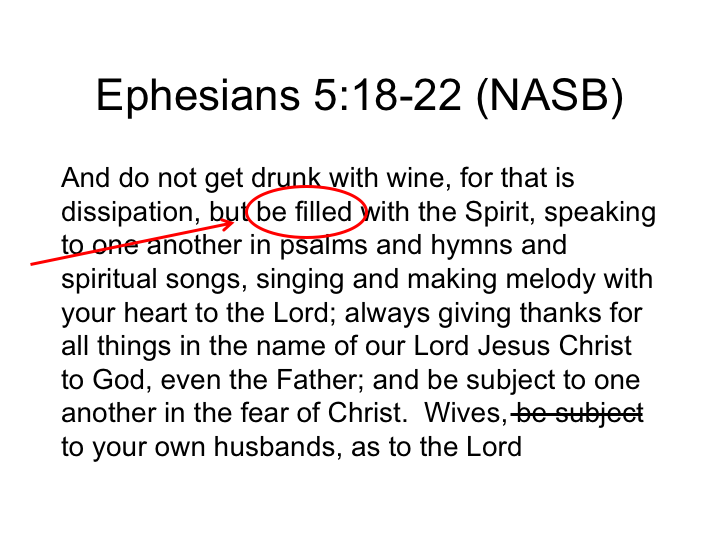 Ephesians 5:18-22 (NASB)
And do not get drunk with wine, for that is
dissipation, but be filled with the Spirit, speaking
to one another in psalms and hymns and
spiritual songs, singing and making melody with
your heart to the Lord; always giving thanks for
all things in the name of our Lord Jesus Christ
to God, even the Father; and be subject to one
another in the fear of Christ.  Wives, be subject
to your own husbands, as to the Lord